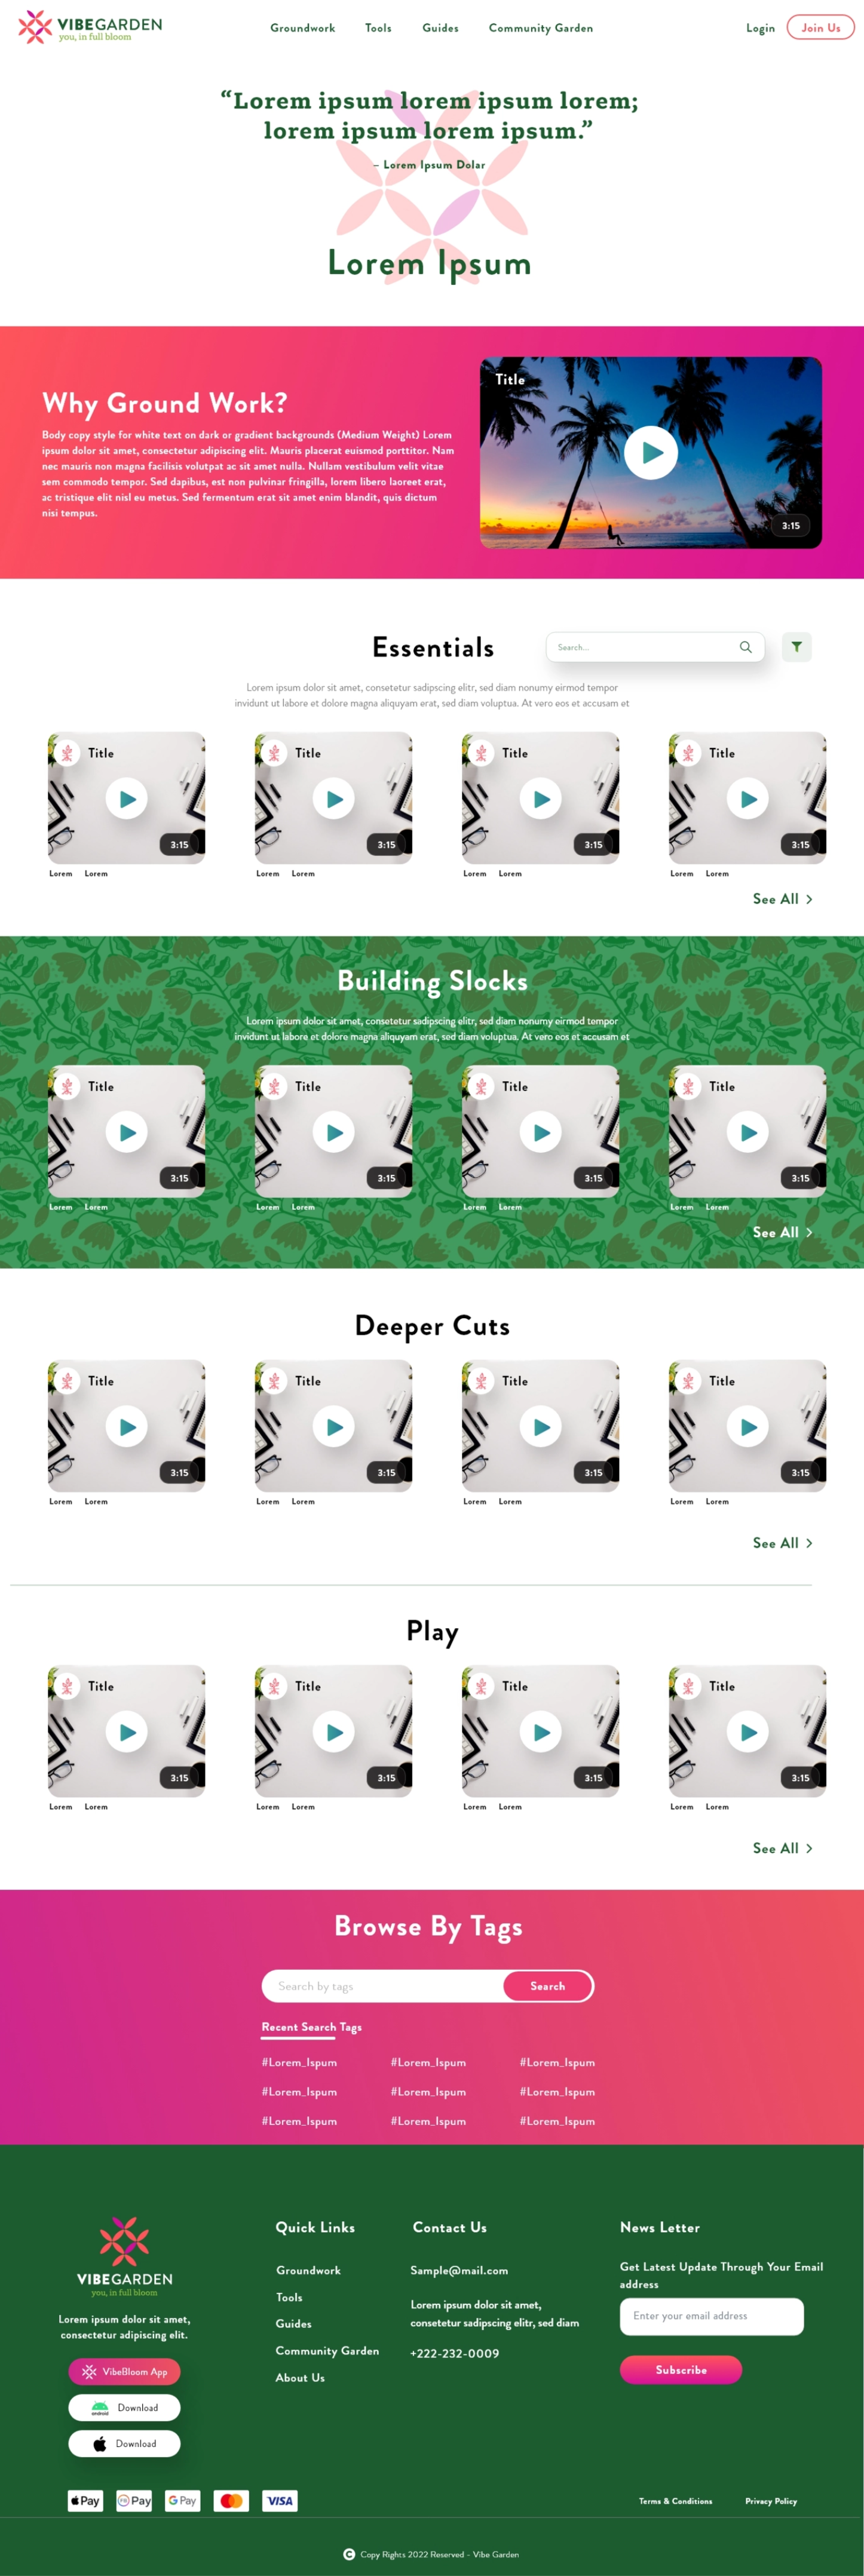 VIBEGARDEN
you, in full bloom
Groundwork Tools Guides Community Garden
Login Join Us
“Lorem ipsum lorem ipsum lorem;
lorem ipsum lorem ipsum.”
– Lorem Ipsum Dolar
Lorem Ipsum
Why Ground Work?
Body copy style for white text on dark or gradient backgrounds (Medium Weight) Lorem
ipsum dolor sit amet, consectetur adipiscing elit. Mauris placerat euismod porttitor. Nam
nec mauris non magna facilisis volutpat ac sit amet nulla. Nullam vestibulum velit vitae
sem commodo tempor. Sed dapibus, est non pulvinar fringilla, lorem libero laoreet erat,
ac tristique elit nisl eu metus. Sed fermentum erat sit amet enim blandit, quis dictum
nisi tempus.
Title
3:15
Essentials
Search...
Lorem ipsum dolor sit amet, consetetur sadipscing elitr, sed diam nonumy eirmod tempor
invidunt ut labore et dolore magna aliquyam erat, sed diam voluptua. At vero eos et accusam et
Title Title Title Title
3:15 3:15 3:15 3:15
Lorem Lorem Lorem Lorem Lorem Lorem Lorem Lorem
See All
Building Slocks
Lorem ipsum dolor sit amet, consetetur sadipscing elitr, sed diam nonumy eirmod tempor
invidunt ut labore et dolore magna aliquyam erat, sed diam voluptua. At vero eos et accusam et
Title Title Title Title
3:15 3:15 3:15 3:15
Lorem Lorem Lorem Lorem Lorem Lorem Lorem Lorem
See All
Deeper Cuts
Title Title Title Title
3:15 3:15 3:15 3:15
Lorem Lorem Lorem Lorem Lorem Lorem Lorem Lorem
See All
Play
Title Title Title Title
3:15 3:15 3:15 3:15
Lorem Lorem Lorem Lorem Lorem Lorem Lorem Lorem
See All
Browse By Tags
Search by tags Search
Recent Search Tags
#Lorem_Ispum #Lorem_Ispum #Lorem_Ispum
#Lorem_Ispum #Lorem_Ispum #Lorem_Ispum
#Lorem_Ispum #Lorem_Ispum #Lorem_Ispum
VIBEGARDEN
you, in full bloom
Lorem ipsum dolor sit amet,
consectetur adipiscing elit.
VibeBloom App
android Download
Download
Quick Links
Groundwork
Tools
Guides
Community Garden
About Us
Contact Us
Sample@mail.com
Lorem ipsum dolor sit amet,
consetetur sadipscing elitr, sed diam
+222-232-0009
News Letter
Get Latest Update Through Your Email
address
Enter your email address
Subscribe
Pay Pay G Pay VISA
Terms & Conditions Privacy Policy
C Copy Rights 2022 Reserved - Vibe Garden